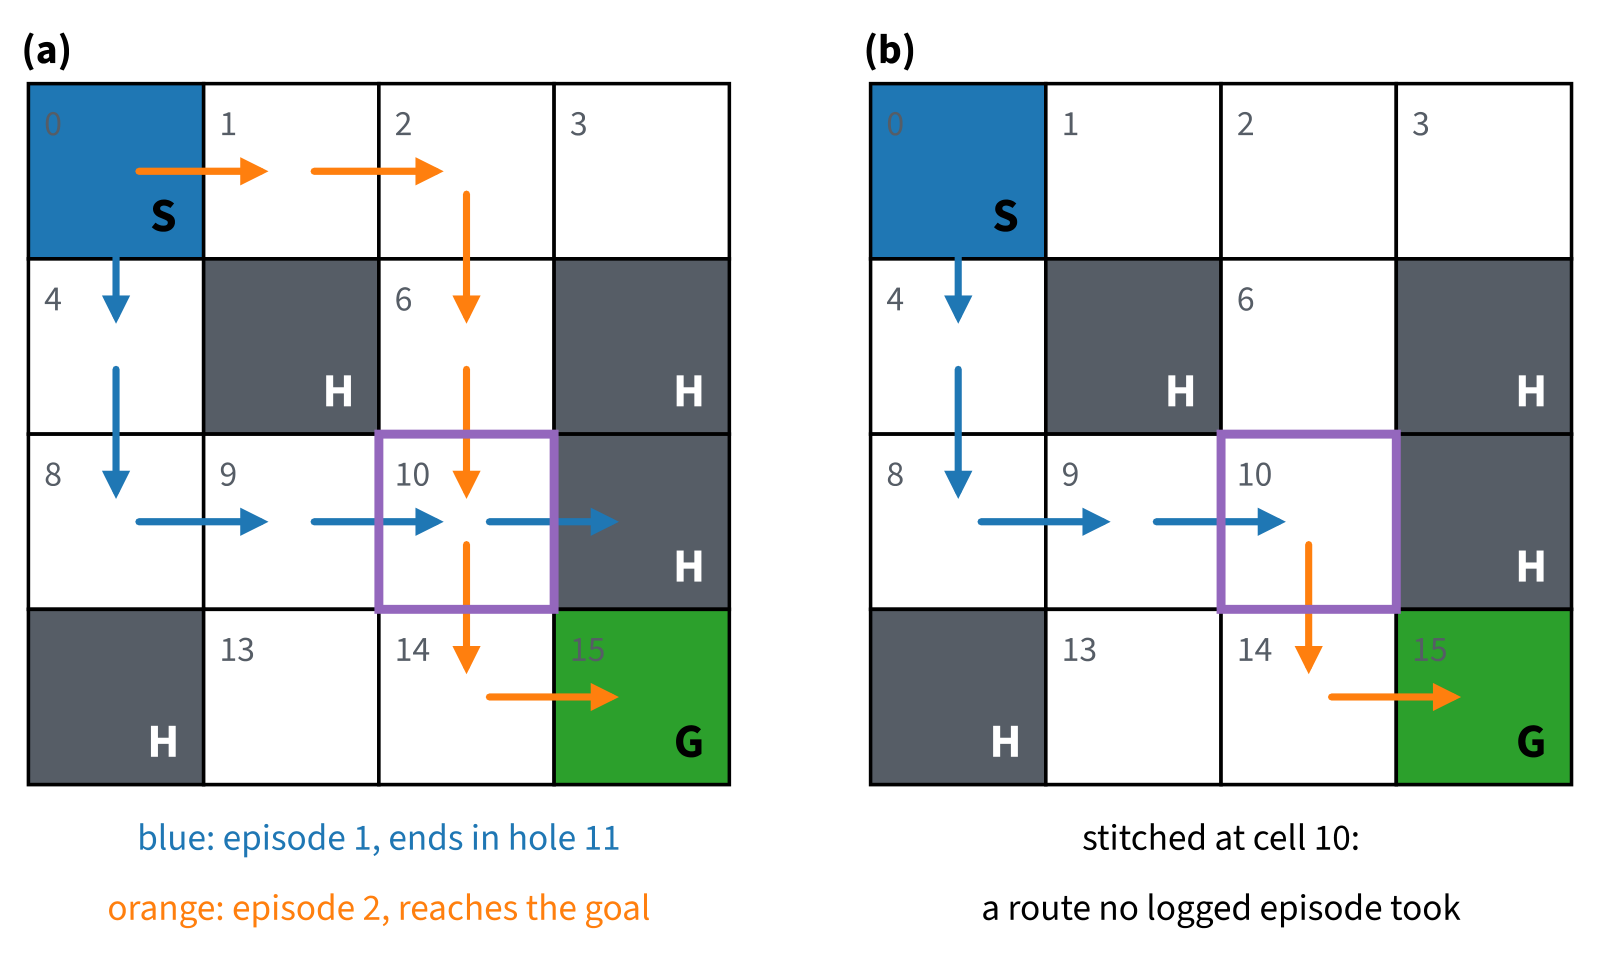 (a)
0 1 2 3
S
4 6
H H
8 9 10
H
13 14 15
H G
blue: episode 1, ends in hole 11
orange: episode 2, reaches the goal
(b)
0 1 2 3
S
4 6
H H
8 9 10
H
13 14 15
H G
stitched at cell 10:
a route no logged episode took